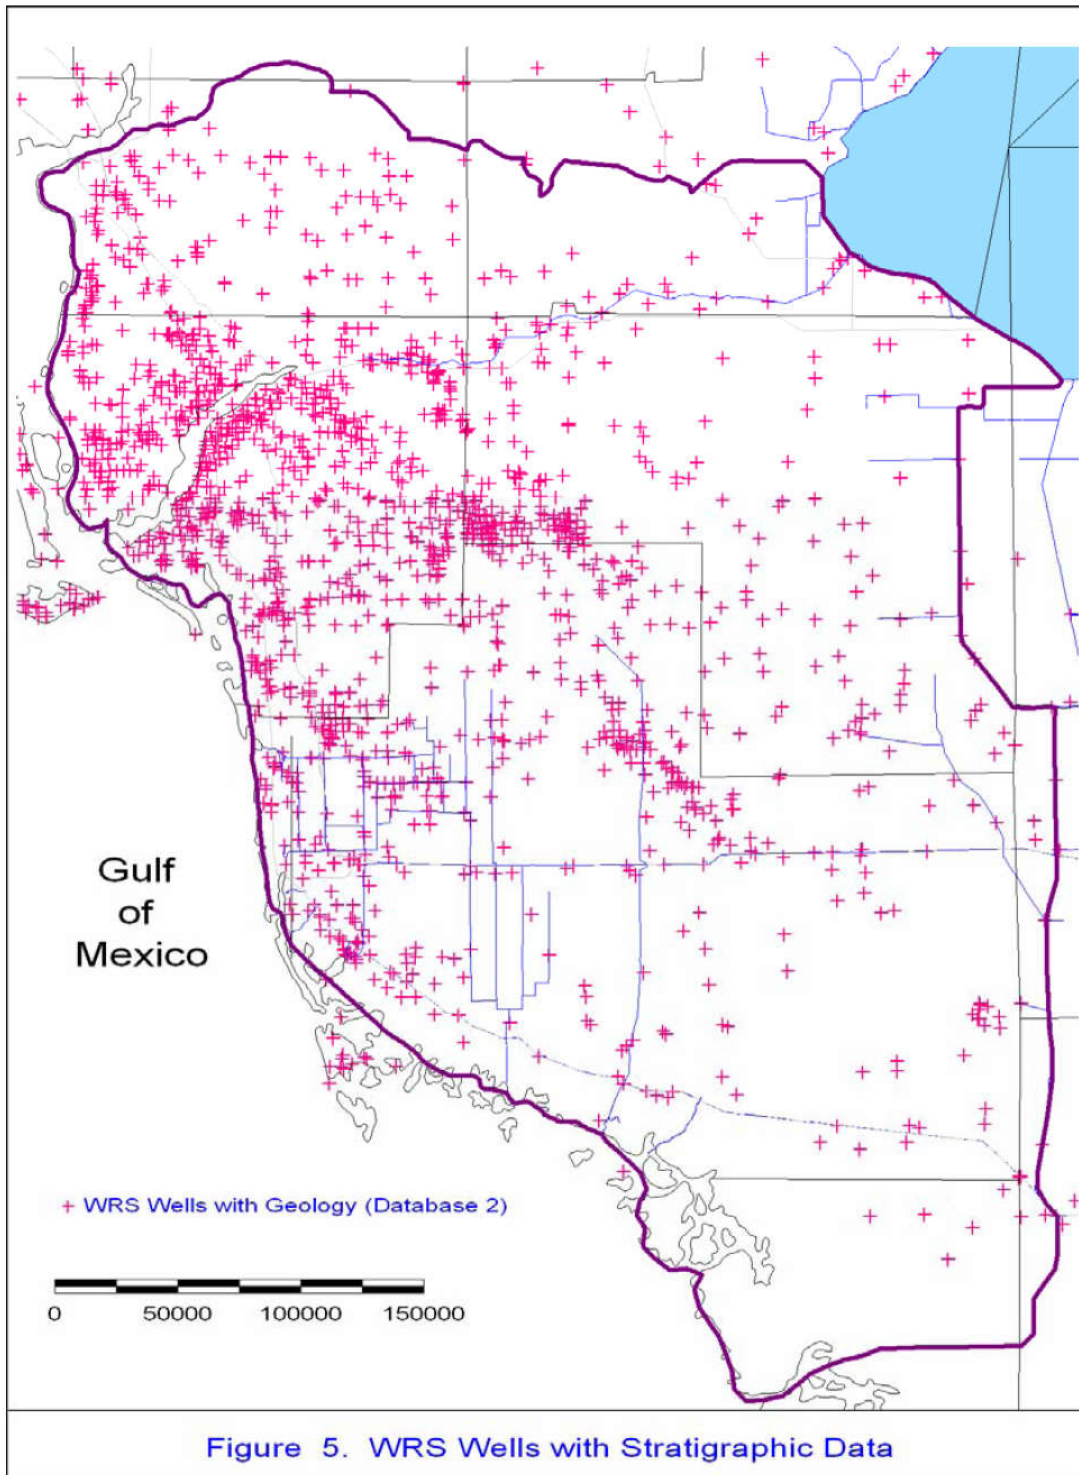 Gulf
of
Mexico
+ WRS Wells with Geology (Database 2)
0 50000 100000 150000
Figure 5. WRS Wells with Stratigraphic Data